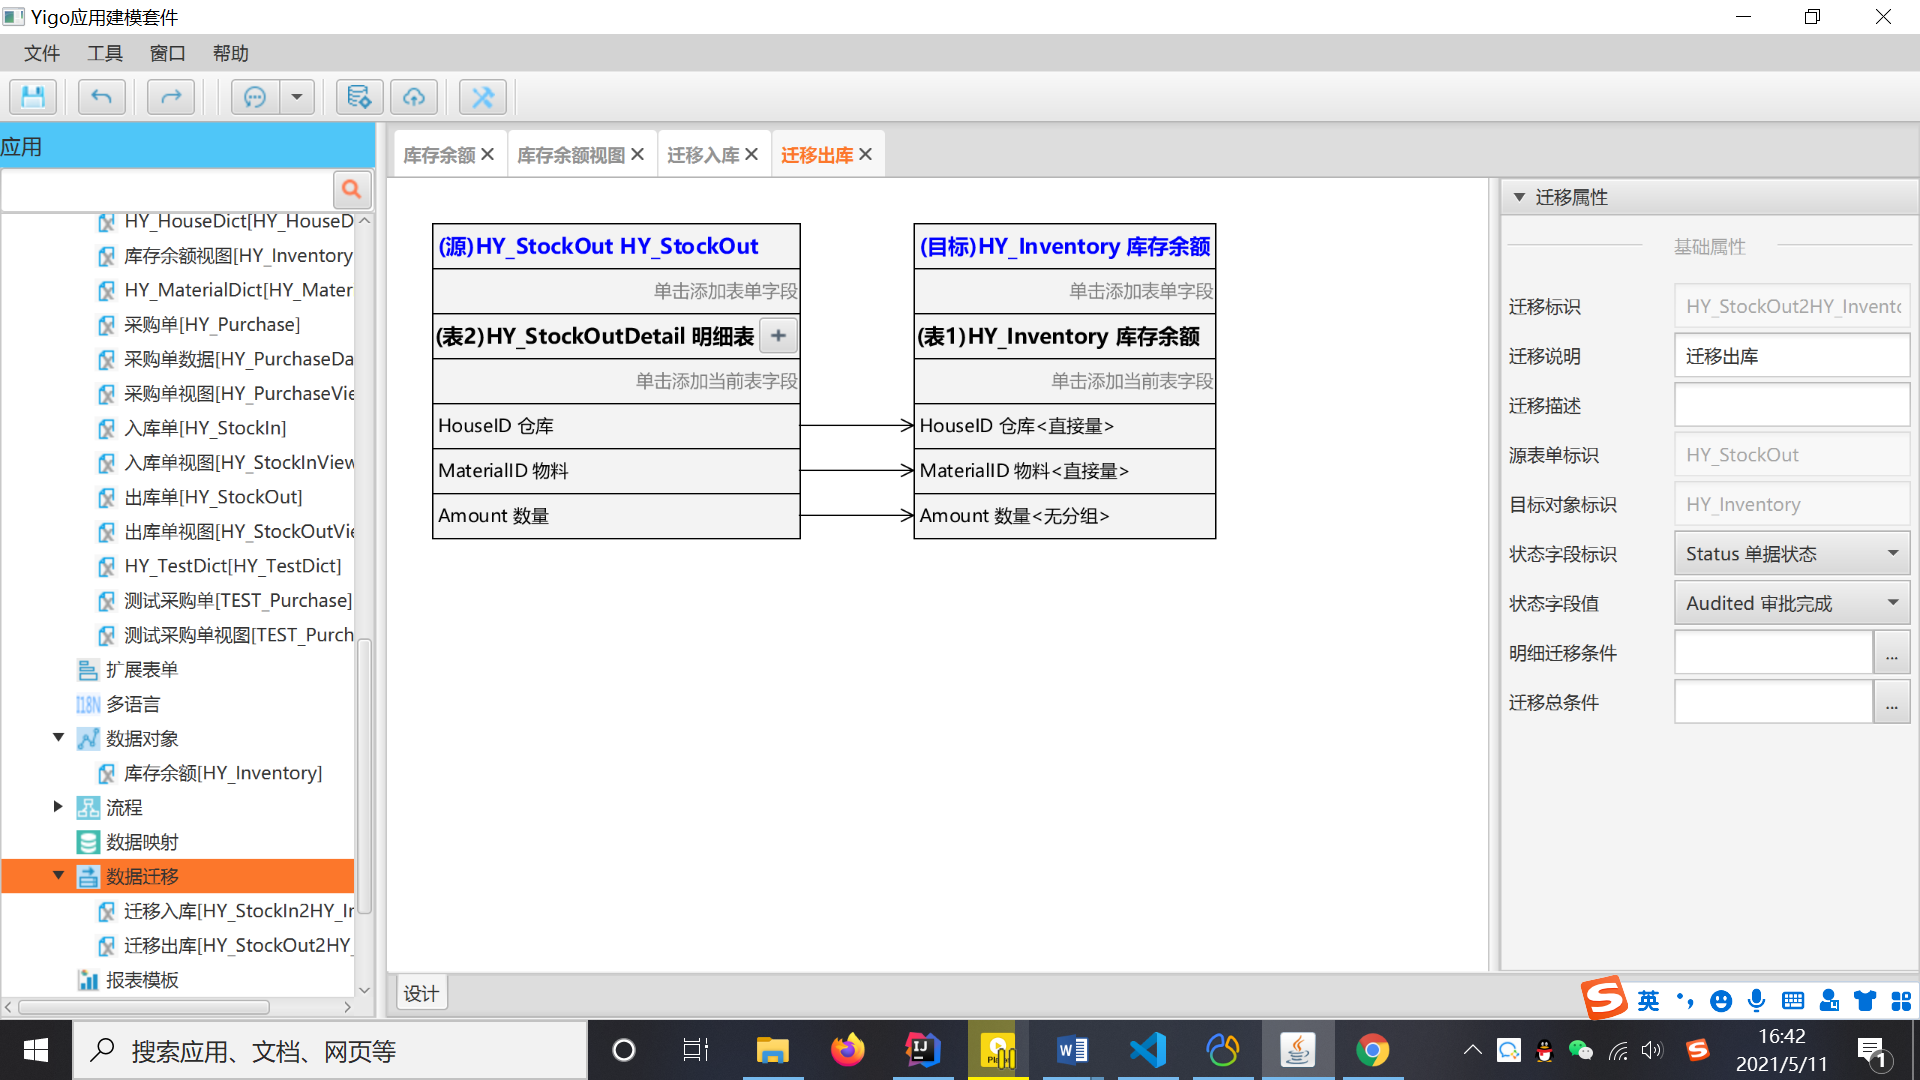 Yigo应用建模套件
文件 工具 窗口 帮助
应用
HY_HouseDict[HY_HouseD
库存余额视图[HY_Inventory
HY_MaterialDict[HY_Mater
采购单[HY_Purchase]
采购单数据[HY_PurchaseDa
采购单视图[HY_PurchaseVie
入库单[HY_StockIn]
入库单视图[HY_StockInView
出库单[HY_StockOut]
出库单视图[HY_StockOutVie
HY_TestDict[HY_TestDict]
测试采购单[TEST_Purchase]
测试采购单视图[TEST_Purch
扩展表单
I18N 多语言
数据对象
库存余额[HY_Inventory]
流程
数据映射
数据迁移
迁移入库[HY_StockIn2HY_Ir
迁移出库[HY_StockOut2HY_
报表模板
库存余额 库存余额视图 迁移入库 迁移出库
(源)HY_StockOut HY_StockOut
单击添加表单字段
(表2)HY_StockOutDetail 明细表 +
单击添加当前表字段
HouseID 仓库
MaterialID 物料
Amount 数量
(目标)HY_Inventory 库存余额
单击添加表单字段
(表1)HY_Inventory 库存余额
单击添加当前表字段
HouseID 仓库<直接量>
MaterialID 物料<直接量>
Amount 数量<无分组>
设计
迁移属性
基础属性
迁移标识 HY_StockOut2HY_Invento
迁移说明 迁移出库
迁移描述
源表单标识 HY_StockOut
目标对象标识 HY_Inventory
状态字段标识 Status 单据状态
状态字段值 Audited 审批完成
明细迁移条件 ...
迁移总条件 ...
英
搜索应用、文档、网页等
16:42
2021/5/11
1